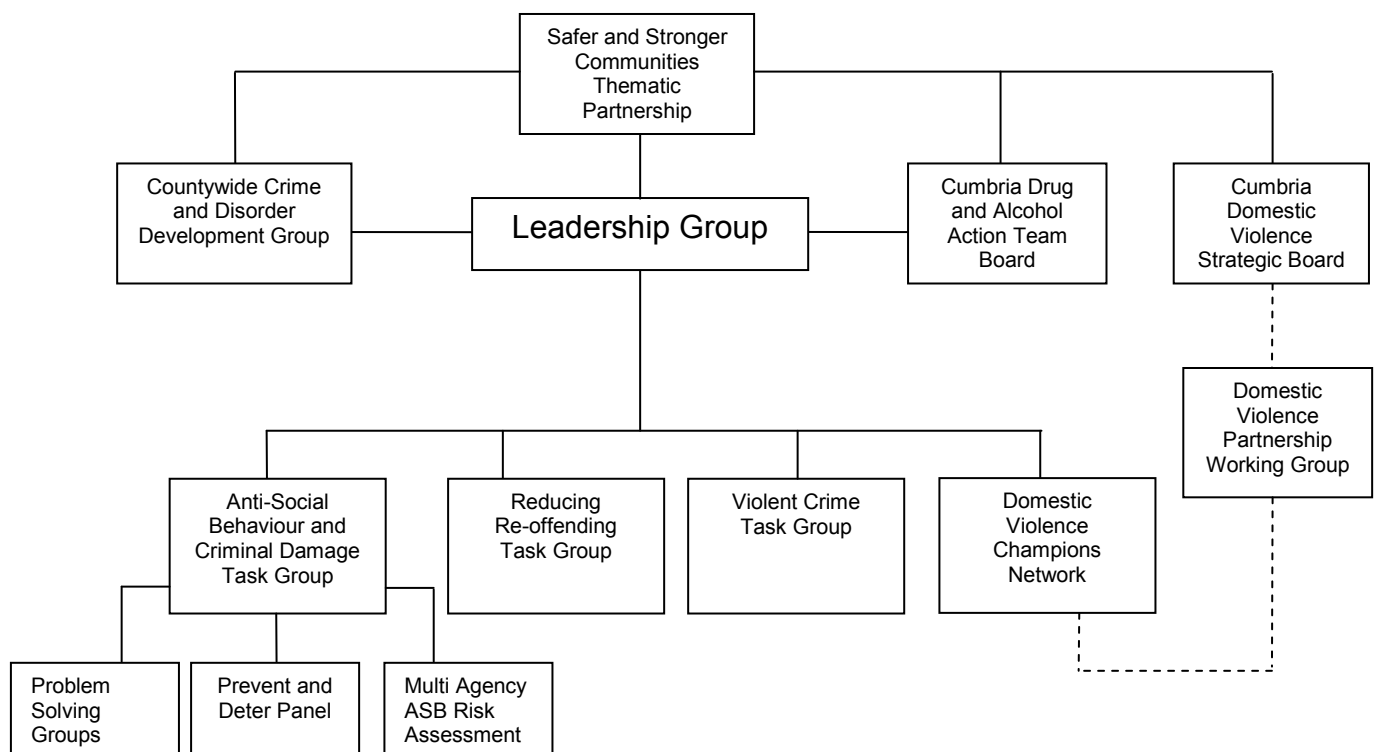 Safer and Stronger
Communities
Thematic
Partnership
Countywide Crime
and Disorder
Development Group
Leadership Group
Cumbria Drug
and Alcohol
Action Team
Board
Cumbria
Domestic
Violence
Strategic Board
Domestic
Violence
Partnership
Working Group
Anti-Social
Behaviour and
Criminal Damage
Task Group
Reducing
Re-offending
Task Group
Violent Crime
Task Group
Domestic
Violence
Champions
Network
Problem
Solving
Groups
Prevent and
Deter Panel
Multi Agency
ASB Risk
Assessment